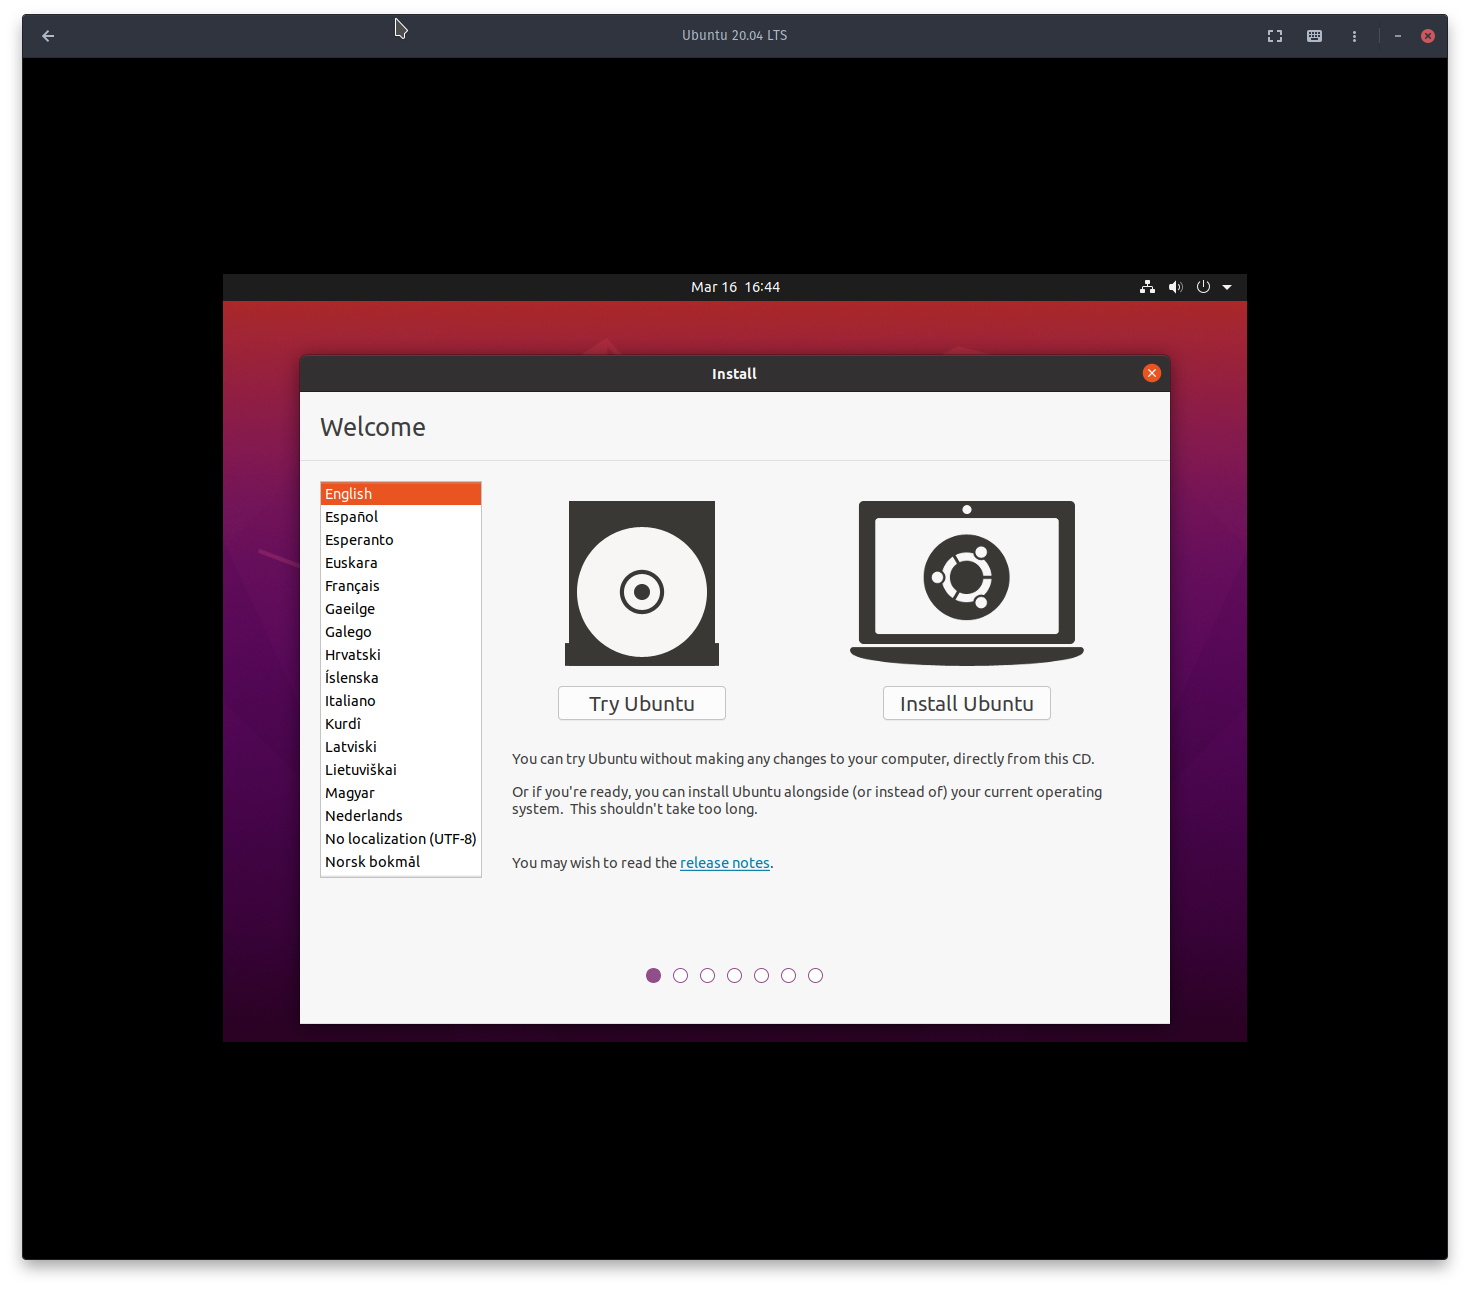 Ubuntu 20.04 LTS
Mar 16  16:44
Install
Welcome
English
Español
Esperanto
Euskara
Français
Gaeilge
Galego
Hrvatski
Íslenska
Italiano
Kurdî
Latviski
Lietuviškai
Magyar
Nederlands
No localization (UTF-8)
Norsk bokmål
Try Ubuntu
Install Ubuntu
You can try Ubuntu without making any changes to your computer, directly from this CD.
Or if you're ready, you can install Ubuntu alongside (or instead of) your current operating
system.  This shouldn't take too long.
You may wish to read the release notes.